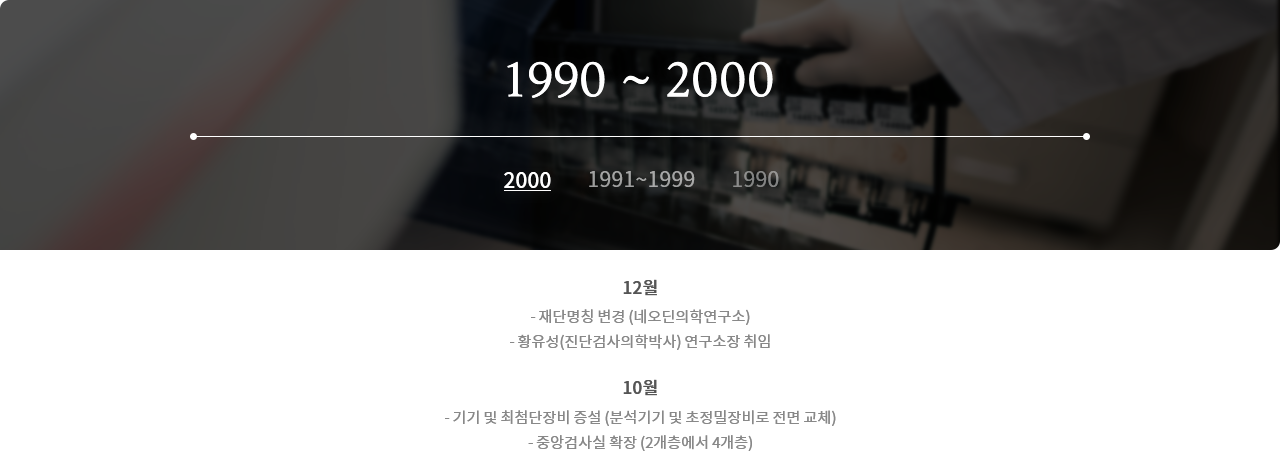 1990 ~ 2000
2000 1991~1999 1990
12월
- 재단명칭 변경 (네오딘의학연구소)
- 황유성(진단검사의학박사) 연구소장 취임
10월
- 기기 및 최첨단장비 증설 (분석기기 및 초정밀장비로 전면 교체)
- 중앙검사실 확장 (2개층에서 4개층)